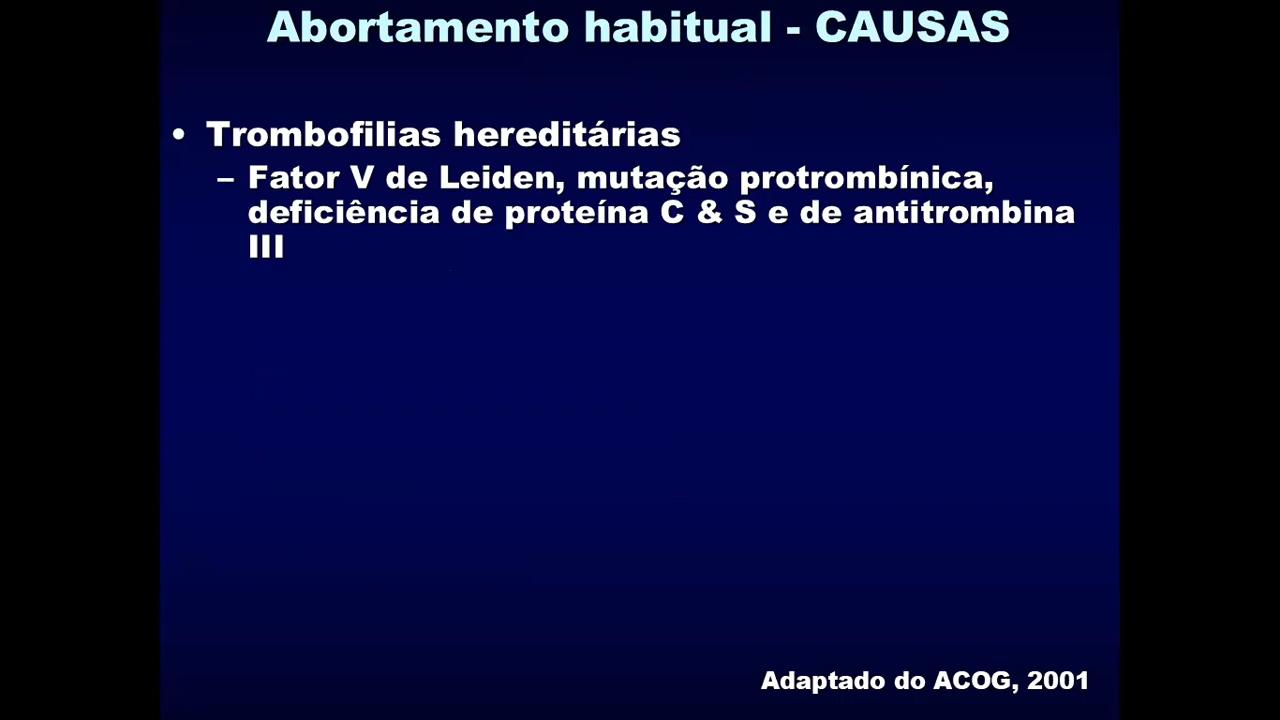 Abortamento habitual - CAUSAS
• Trombofilias hereditárias
– Fator V de Leiden, mutação protrombínica,
deficiência de proteína C & S e de antitrombina
III
Adaptado do ACOG, 2001